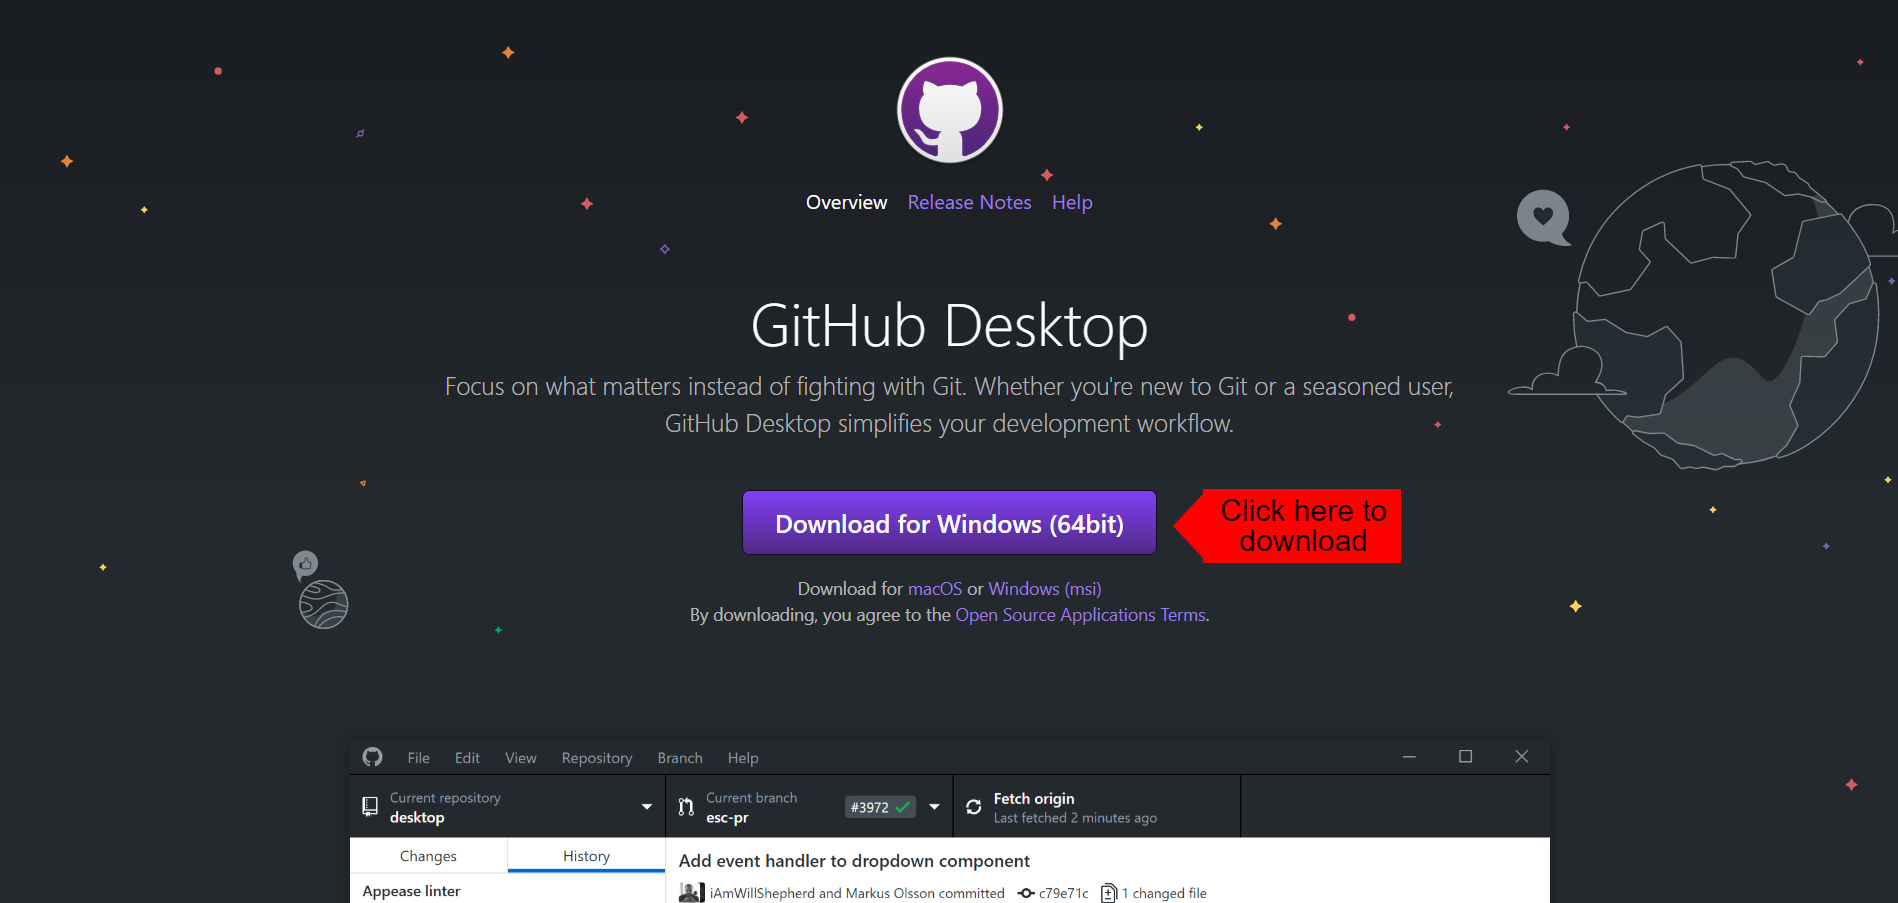 Overview Release Notes Help
GitHub Desktop
Focus on what matters instead of fighting with Git. Whether you're new to Git or a seasoned user,
GitHub Desktop simplifies your development workflow.
Download for Windows (64bit)
Click here to
download
Download for macOS or Windows (msi)
By downloading, you agree to the Open Source Applications Terms.
File Edit View Repository Branch Help
Current repository
desktop
Current branch
esc-pr
#3972
Fetch origin
Last fetched 2 minutes ago
Changes History
Add event handler to dropdown component
Appease linter
iAmWillShepherd and Markus Olsson committed c79e71c 1 changed file